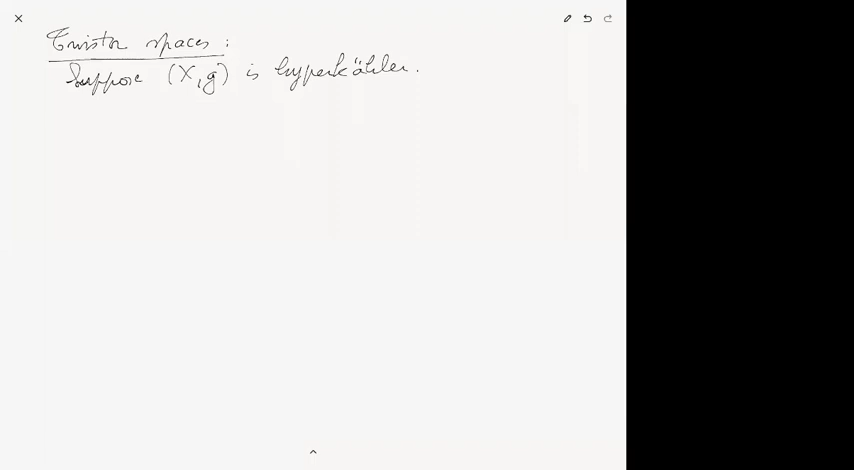 Twistor spaces :
Suppose (X, g) is hyperkähler.